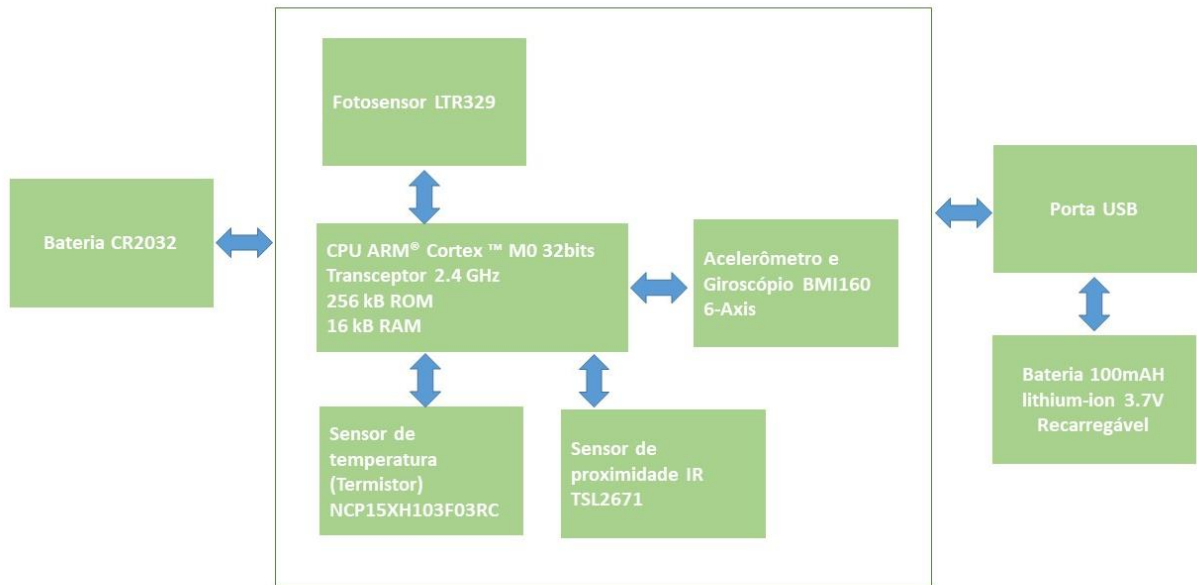 Fotosensor LTR329
Bateria CR2032
CPU ARM® Cortex ™ M0 32bits
Transceptor 2.4 GHz
256 kB ROM
16 kB RAM
Acelerômetro e
Giroscópio BMI160
6-Axis
Porta USB
Sensor de
temperatura
(Termistor)
NCP15XH103F03RC
Sensor de
proximidade IR
TSL2671
Bateria 100mAH
lithium-ion 3.7V
Recarregável